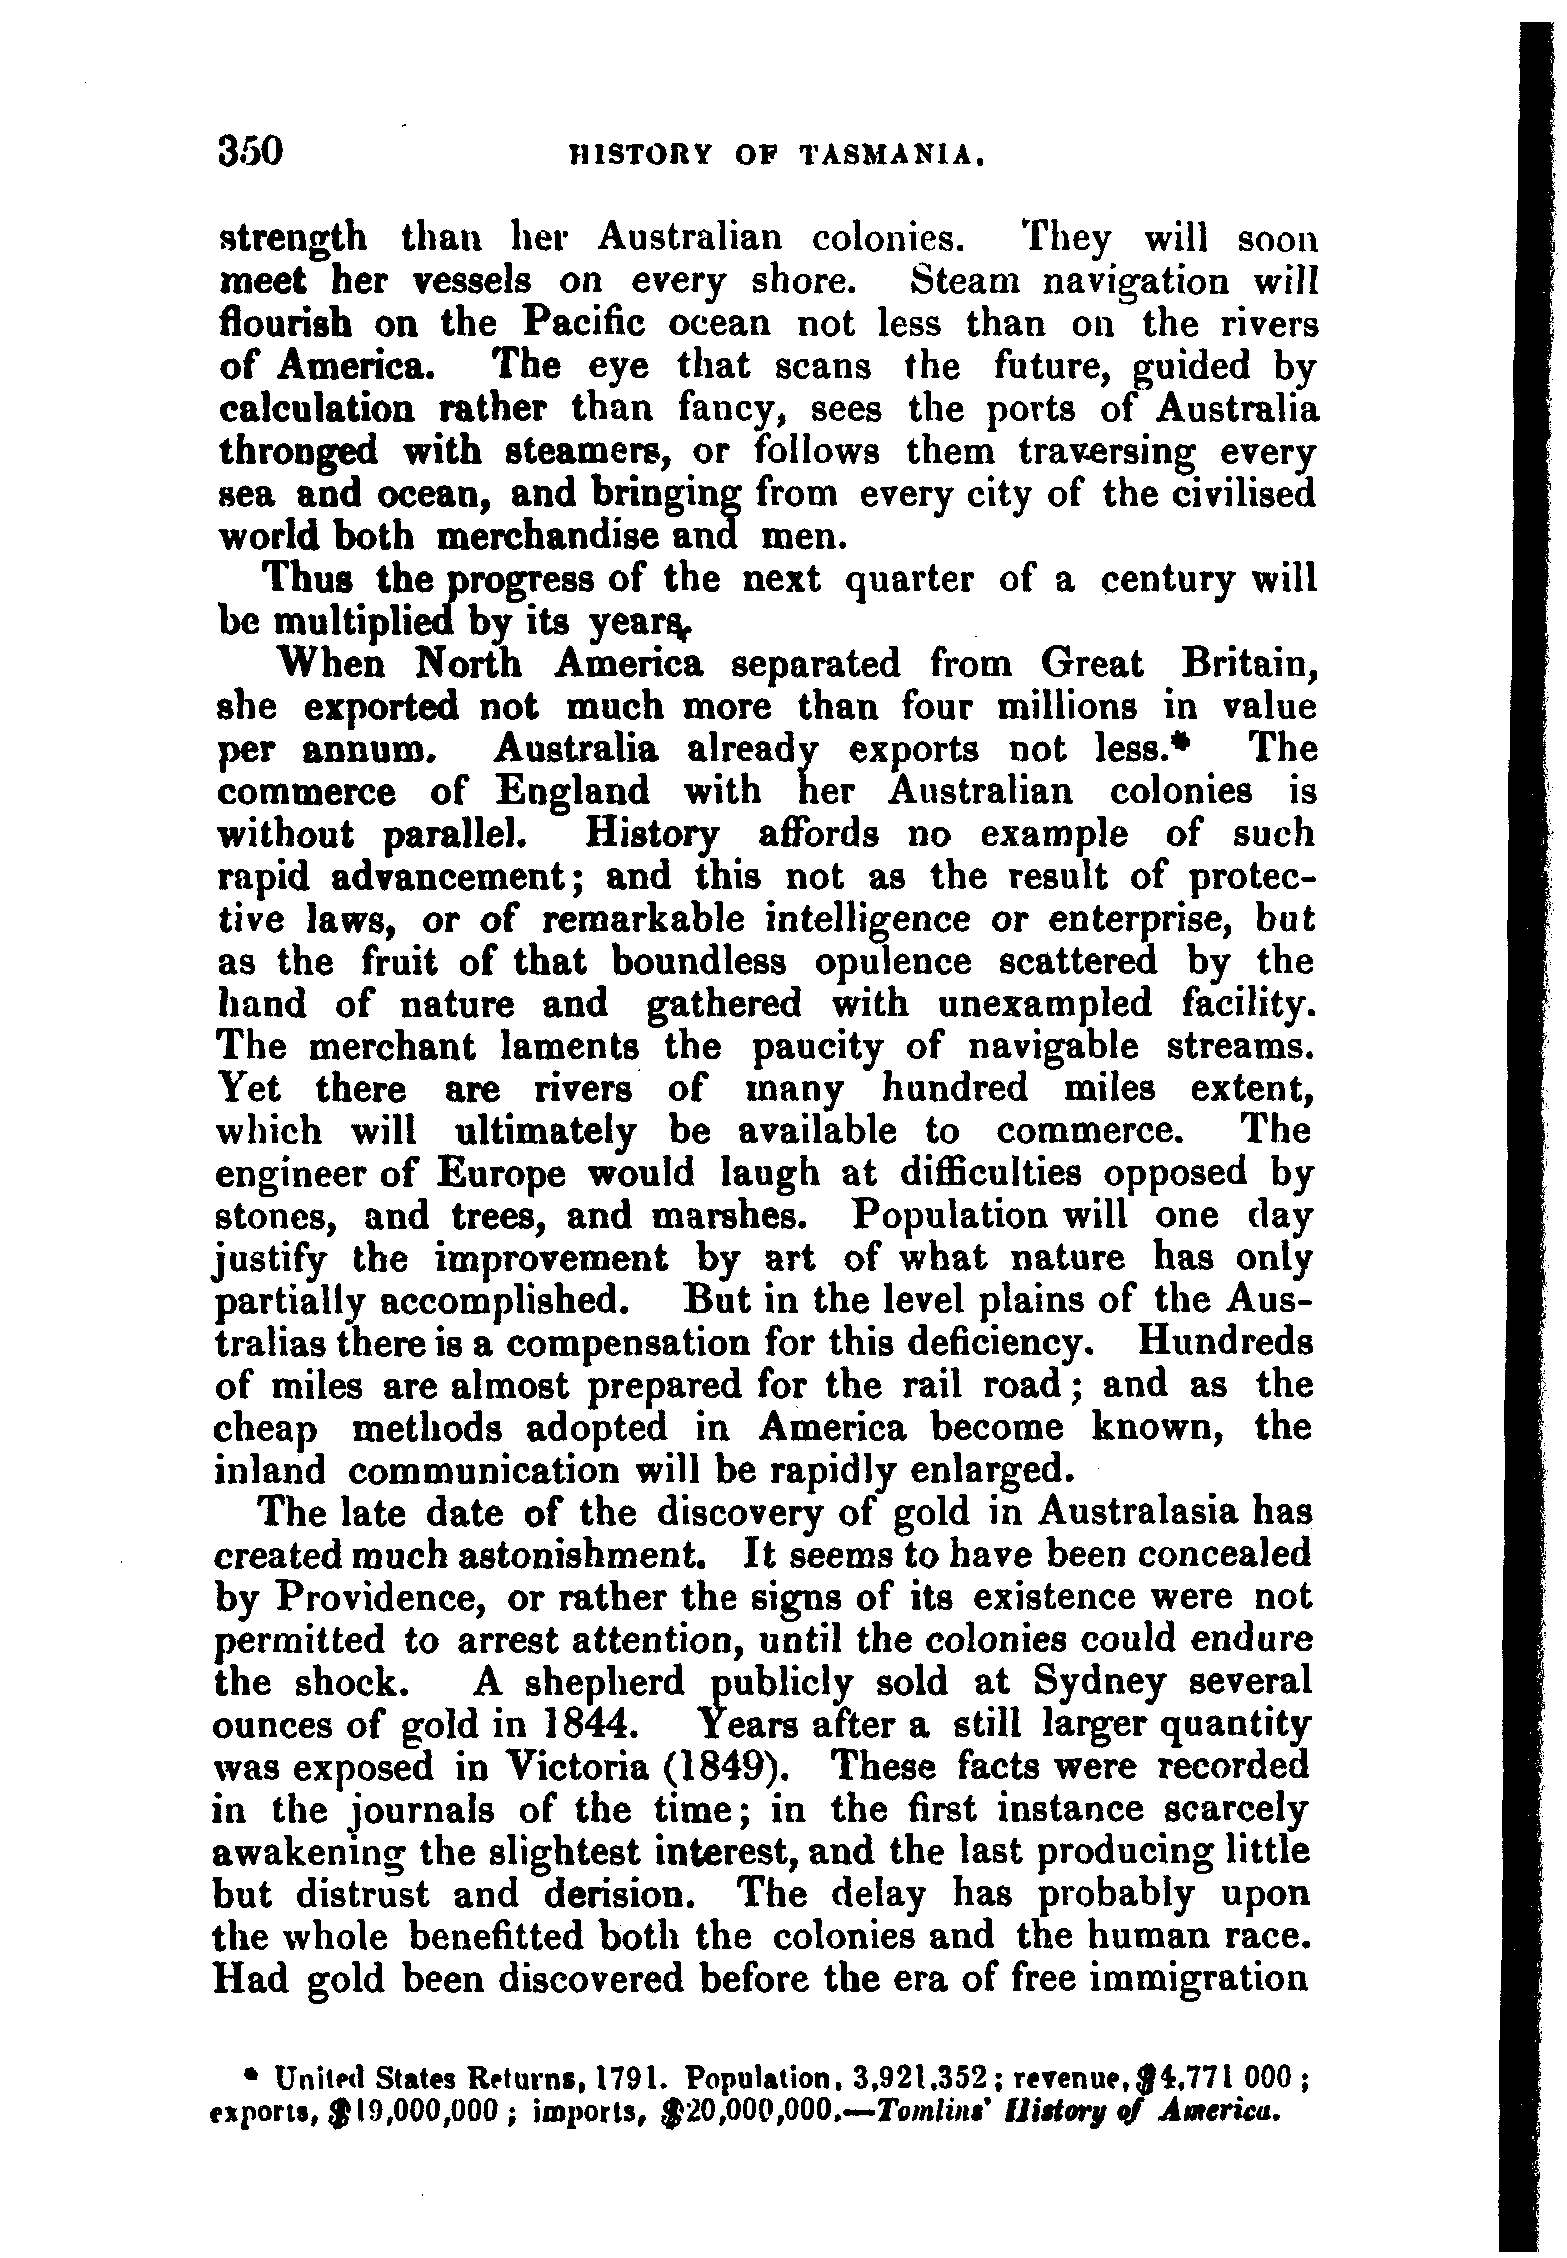 350 HISTORY OF TASMANIA.
strength than her Australian colonies. They will soon
meet her vessels on every shore. Steam navigation will
flourish on the Pacific ocean not less than on the rivers
of America. The eye that scans the future, guided by
calculation rather than fancy, sees the ports of Australia
thronged with steamers, or follows them traversing every
sea and ocean, and bringing from every city of the civilised
world both merchandise and men.
Thus the progress of the next quarter of a century will
be multiplied by its years.
When North America separated from Great Britain,
she exported not much more than four millions in value
per annum. Australia already exports not less.* The
commerce of England with her Australian colonies is
without parallel. History affords no example of such
rapid advancement; and this not as the result of protec-
tive laws, or of remarkable intelligence or enterprise, but
as the fruit of that boundless opulence scattered by the
hand of nature and gathered with unexampled facility.
The merchant laments the paucity of navigable streams.
Yet there are rivers of many hundred miles extent,
which will ultimately be available to commerce. The
engineer of Europe would laugh at difficulties opposed by
stones, and trees, and marshes. Population will one day
justify the improvement by art of what nature has only
partially accomplished. But in the level plains of the Aus-
tralias there is a compensation for this deficiency. Hundreds
of miles are almost prepared for the rail road; and as the
cheap methods adopted in America become known, the
inland communication will be rapidly enlarged.
The late date of the discovery of gold in Australasia has
created much astonishment. It seems to have been concealed
by Providence, or rather the signs of its existence were not
permitted to arrest attention, until the colonies could endure
the shock. A shepherd publicly sold at Sydney several
ounces of gold in 1844. Years after a still larger quantity
was exposed in Victoria (1849). These facts were recorded
in the journals of the time; in the first instance scarcely
awakening the slightest interest, and the last producing little
but distrust and derision. The delay has probably upon
the whole benefitted both the colonies and the human race.
Had gold been discovered before the era of free immigration
* United States Returns, 1791. Population, 3,921,352; revenue, $4,771 000;
exports, $19,000,000; imports, $20,000,000.—Tomlins' History of America.